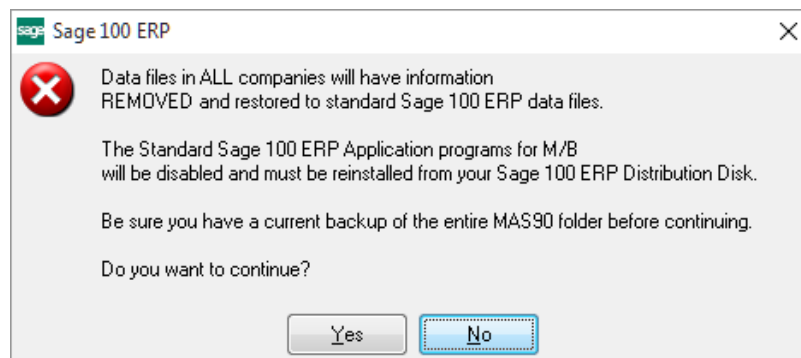 sage Sage 100 ERP
Data files in ALL companies will have information
REMOVED and restored to standard Sage 100 ERP data files.
The Standard Sage 100 ERP Application programs for M/B
will be disabled and must be reinstalled from your Sage 100 ERP Distribution Disk.
Be sure you have a current backup of the entire MAS90 folder before continuing.
Do you want to continue?
Yes No